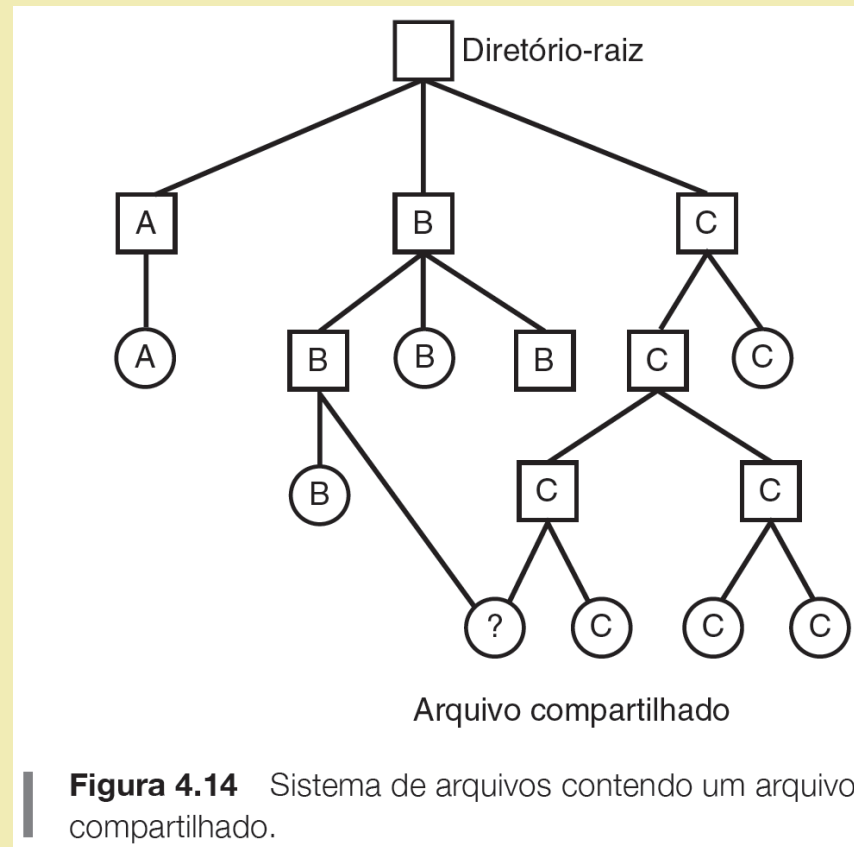 Diretório-raiz
A B C
A B B B C C
B C C
? C C C
Arquivo compartilhado
Figura 4.14 Sistema de arquivos contendo um arquivo
compartilhado.